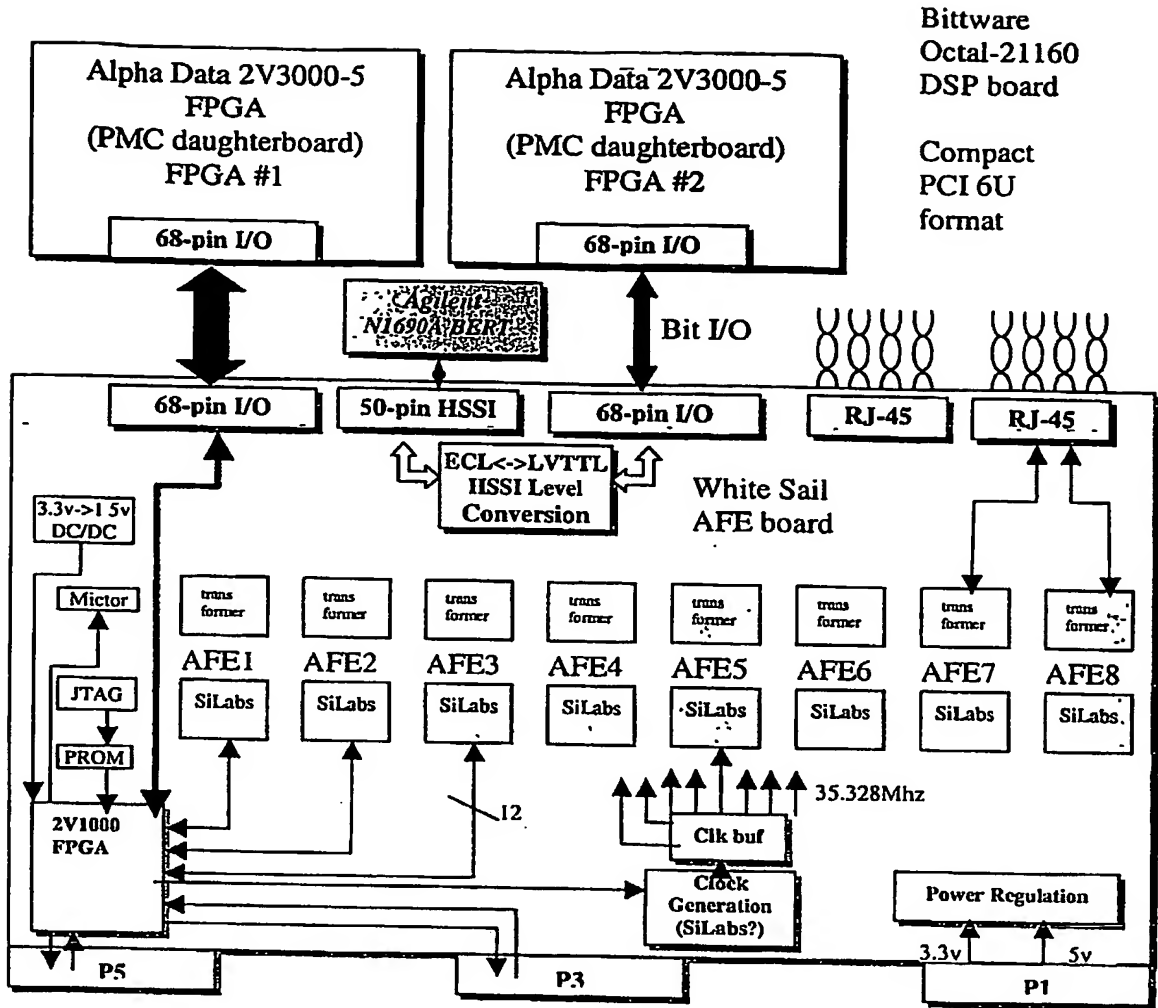 Bittware
Octal-21160
DSP board
Compact
PCI 6U
format
Alpha Data 2V3000-5
FPGA
(PMC daughterboard)
FPGA #1
68-pin I/O
Alpha Data 2V3000-5
FPGA
(PMC daughterboard)
FPGA #2
68-pin I/O
Agilent
N1690A BERT
Bit I/O
68-pin I/O
50-pin HSSI
68-pin I/O
RJ-45
RJ-45
ECL<->LVTTL
HSSI Level
Conversion
White Sail
AFE board
3.3v->1 5v
DC/DC
Mictor
JTAG
PROM
2V1000
FPGA
trans
former
trans
former
trans
former
trans
former
trans
former
trans
former
trans
former
trans
former
AFE1
AFE2
AFE3
AFE4
AFE5
AFE6
AFE7
AFE8
SiLabs
SiLabs
SiLabs
SiLabs
SiLabs
SiLabs
SiLabs
SiLabs
12
35.328Mhz
Clk buf
Clock
Generation
(SiLabs?)
Power Regulation
3.3v
5v
P5
P3
P1